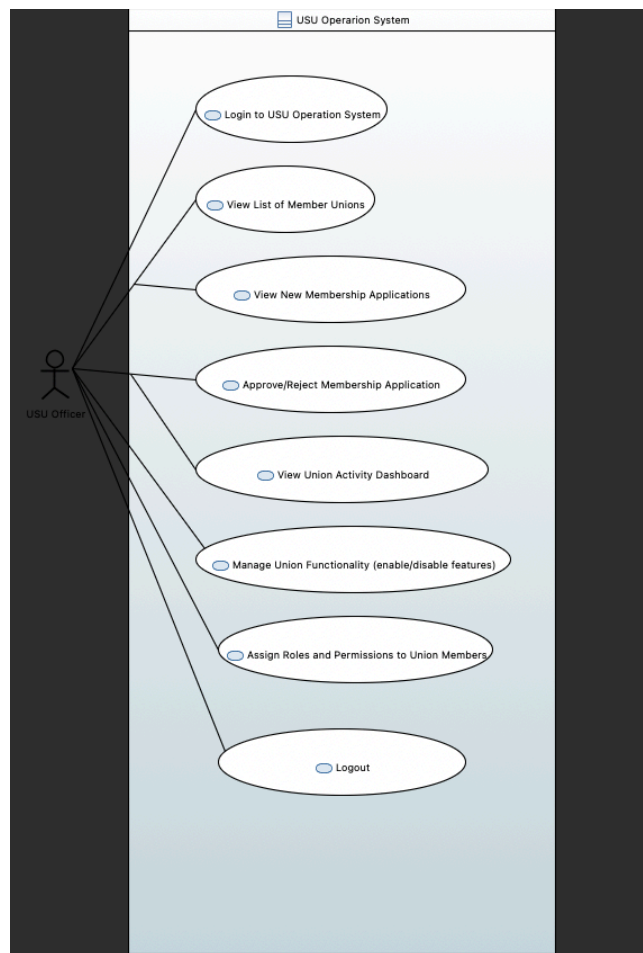 USU Operarion System
Login to USU Operation System
View List of Member Unions
View New Membership Applications
Approve/Reject Membership Application
USU Officer
View Union Activity Dashboard
Manage Union Functionality (enable/disable features)
Assign Roles and Permissions to Union Members
Logout